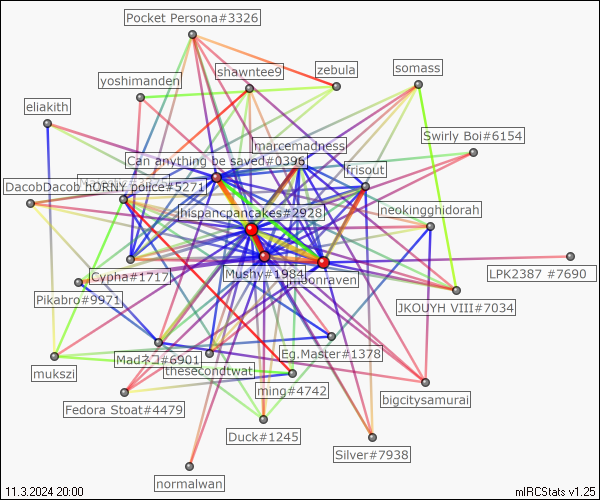 Pocket Persona#3326
shawntee9
zebula
somass
yoshimanden
eliakith
marcemadness
Swirly Boi#6154
Can anything be saved#0396
frisout
DacobDacob
hORNY police#5271
hispancpancakes#2928
neokingghidorah
Cypha#1717
Mushy#1984
moonraven
LPK2387 #7690
Pikabro#9971
JKOUYH VIII#7034
Madネコ#6901
Eg.Master#1378
mukszi
thesecondtwat
ming#4742
bigcitysamurai
Fedora Stoat#4479
Duck#1245
Silver#7938
normalwan
11.3.2024 20:00
mIRCStats v1.25